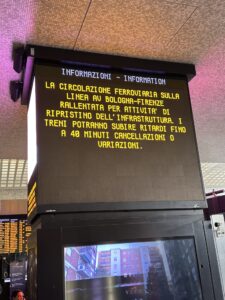 INFORMAZIONI - INFORMATION
LA CIRCOLAZIONE FERROVIARIA SULLA
LINEA AV BOLOGNA-FIRENZE
RALLENTATA PER ATTIVITA' DI
RIPRISTINO DELL'INFRASTRUTTURA. I
TRENI POTRANNO SUBIRE RITARDI FINO
A 40 MINUTI CANCELLAZIONI O
VARIAZIONI.